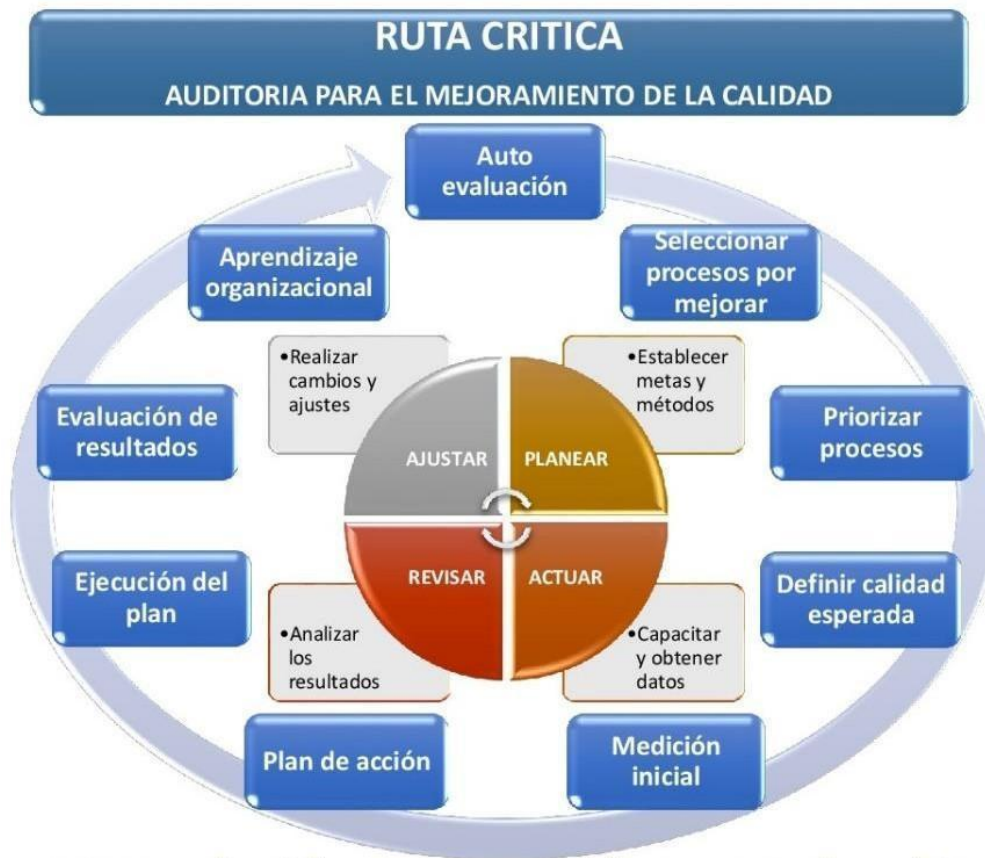 RUTA CRITICA
AUDITORIA PARA EL MEJORAMIENTO DE LA CALIDAD
Auto
evaluación
Seleccionar
procesos por
mejorar
Priorizar
procesos
Definir calidad
esperada
Medición
inicial
Plan de acción
Ejecución del
plan
Evaluación de
resultados
Aprendizaje
organizacional
•Realizar
cambios y
ajustes
•Establecer
metas y
métodos
AJUSTAR
PLANEAR
REVISAR
ACTUAR
•Analizar
los
resultados
•Capacitar
y obtener
datos